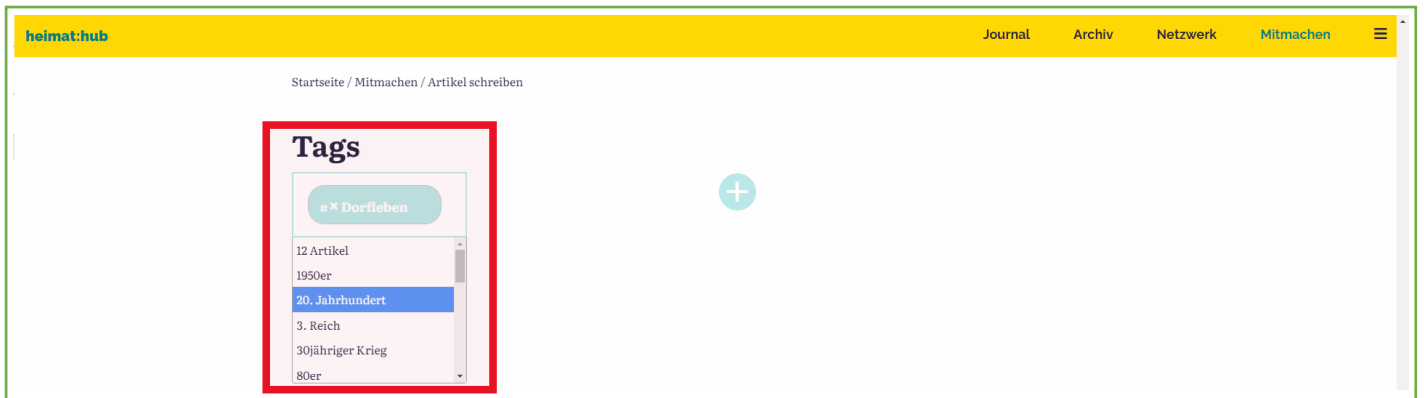 heimat:hub Journal Archiv Netzwerk Mitmachen
Startseite / Mitmachen / Artikel schreiben
Tags
#× Dorfleben
12 Artikel
1950er
20. Jahrhundert
3. Reich
30jähriger Krieg
80er